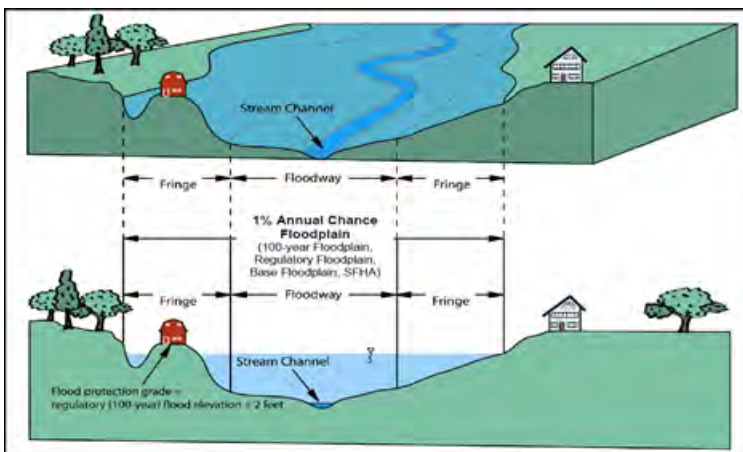 Stream Channel
Fringe
Floodway
Fringe
1% Annual Chance
Floodplain
(100-year Floodplain,
Regulatory Floodplain,
Base Floodplain, SFHA)
Fringe
Floodway
Fringe
Stream Channel
Flood protection grade =
regulatory (100-year) flood elevation + 2 feet